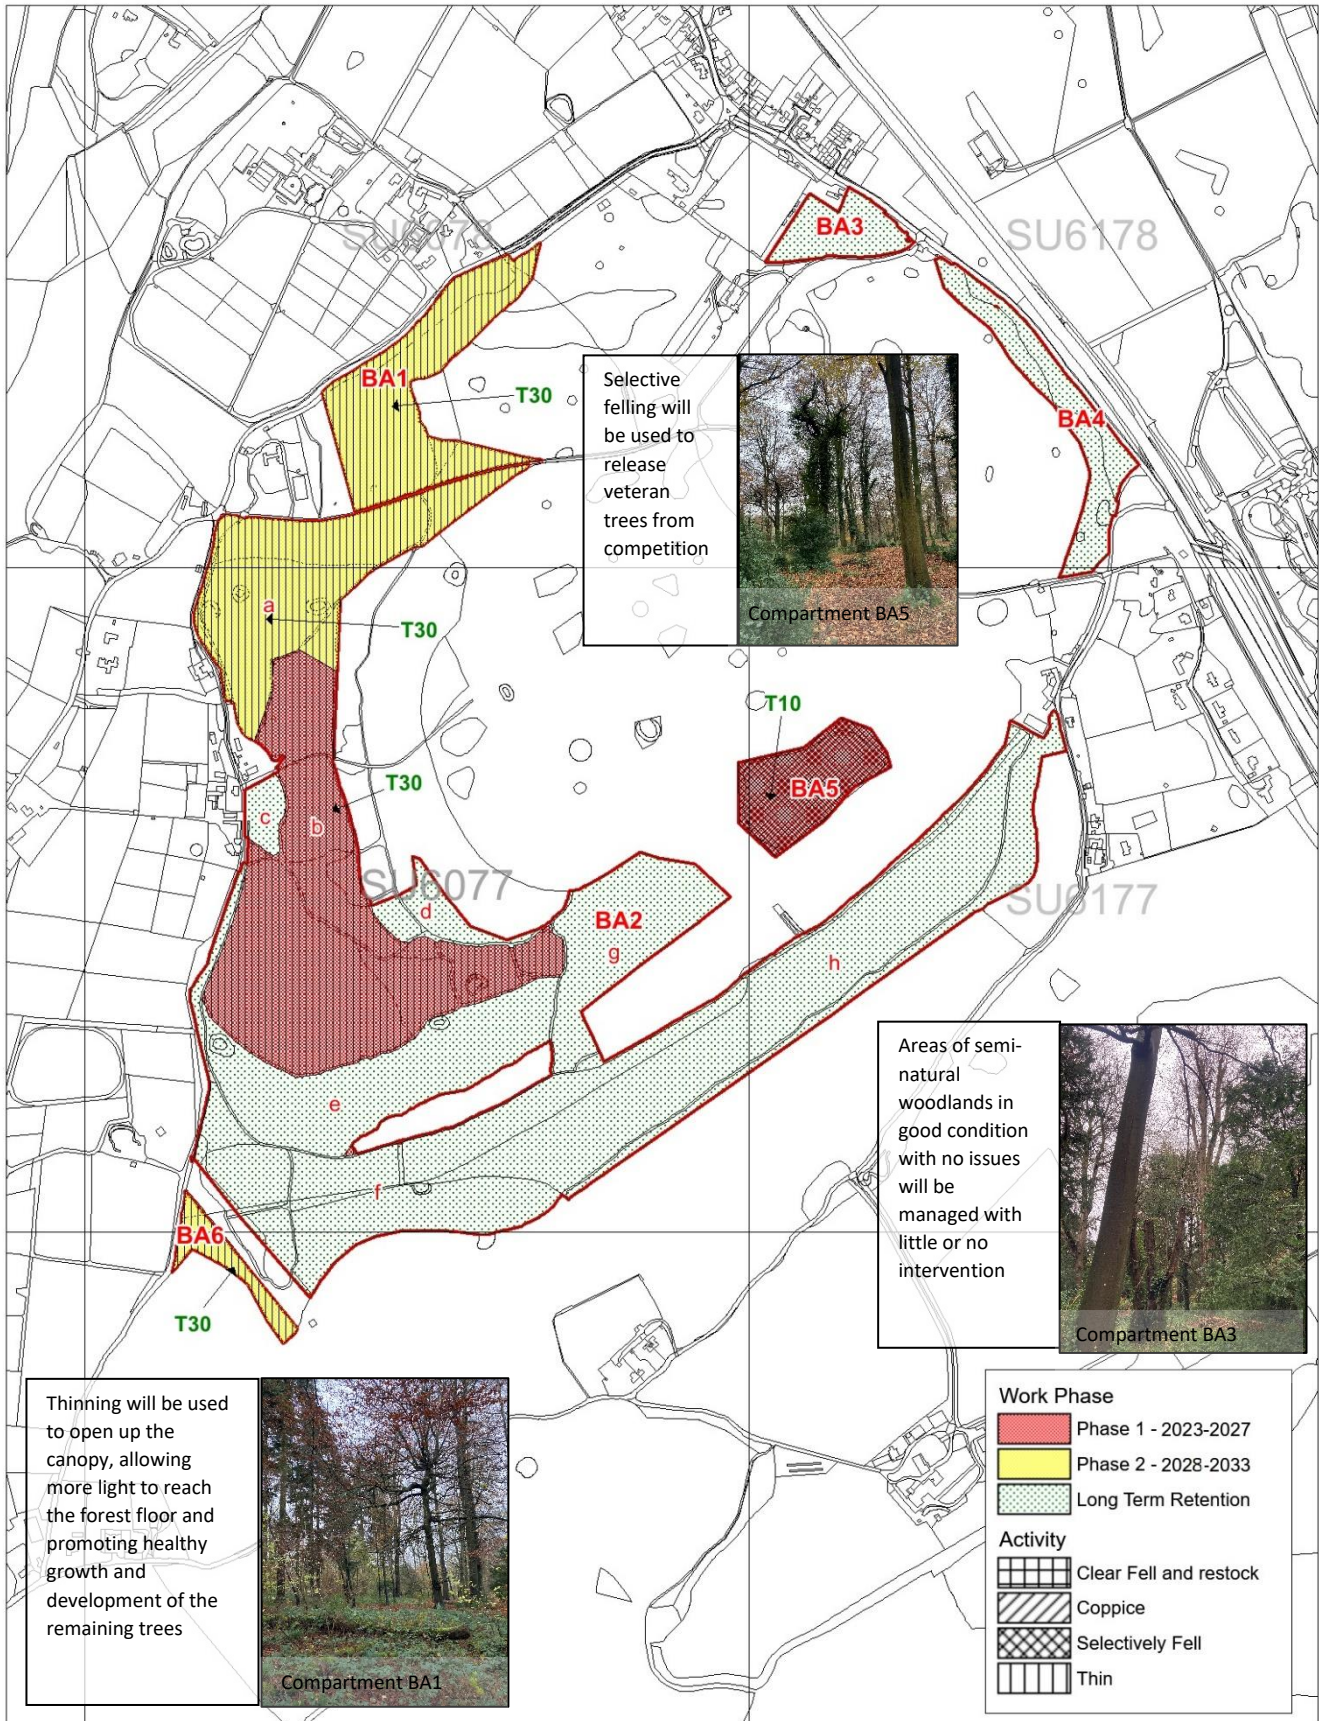 SU6078
BA3
SU6178
BA1
T30
Selective
felling will
be used to
release
veteran
trees from
competition
Compartment BA5
BA4
a
T30
T10
BA5
T30
c
b
SU6077
d
BA2
g
SU6177
h
e
f
BA6
T30
Areas of semi-
natural
woodlands in
good condition
with no issues
will be
managed with
little or no
intervention
Compartment BA3
Thinning will be used
to open up the
canopy, allowing
more light to reach
the forest floor and
promoting healthy
growth and
development of the
remaining trees
Compartment BA1
Work Phase
Phase 1 - 2023-2027
Phase 2 - 2028-2033
Long Term Retention
Activity
Clear Fell and restock
Coppice
Selectively Fell
Thin